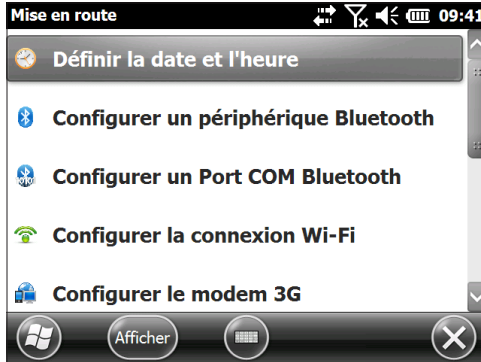 Mise en route 09:41
Définir la date et l'heure
Configurer un périphérique Bluetooth
Configurer un Port COM Bluetooth
Configurer la connexion Wi-Fi
Configurer le modem 3G
Afficher